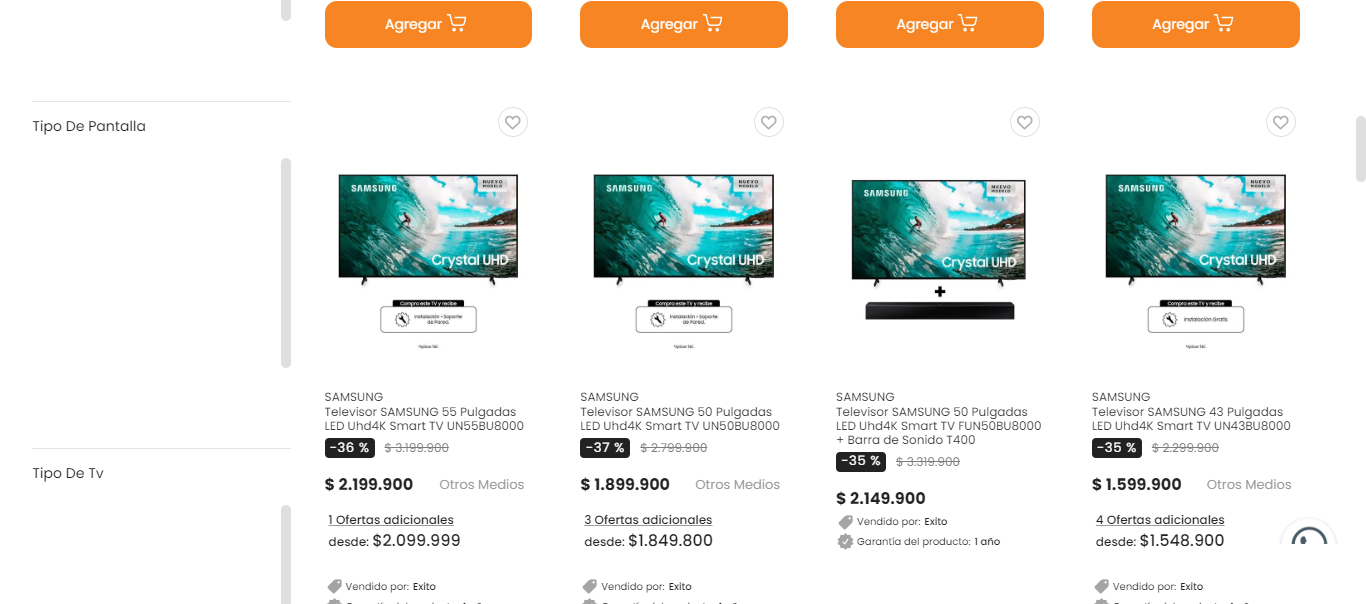 Agregar
Agregar
Agregar
Agregar
Tipo De Pantalla
Tipo De Tv
SAMSUNG
NUEVO
MODELO
Crystal UHD
Compra este TV y recibe
Instalación + Soporte
de Pared.
SAMSUNG
Televisor SAMSUNG 55 Pulgadas
LED Uhd4K Smart TV UN55BU8000
-36 % $ 3.199.900
$ 2.199.900 Otros Medios
1 Ofertas adicionales
desde: $2.099.999
Vendido por: Exito
SAMSUNG
NUEVO
MODELO
Crystal UHD
Compra este TV y recibe
Instalación + Soporte
de Pared.
SAMSUNG
Televisor SAMSUNG 50 Pulgadas
LED Uhd4K Smart TV UN50BU8000
-37 % $ 2.799.900
$ 1.899.900 Otros Medios
3 Ofertas adicionales
desde: $1.849.800
Vendido por: Exito
SAMSUNG
NUEVO
MODELO
Crystal UHD
+
SAMSUNG
Televisor SAMSUNG 50 Pulgadas
LED Uhd4K Smart TV FUN50BU8000
+ Barra de Sonido T400
-35 % $ 3.319.900
$ 2.149.900
Vendido por: Exito
Garantía del producto: 1 año
SAMSUNG
NUEVO
MODELO
Crystal UHD
Compra este TV y recibe
Instalación Gratis
SAMSUNG
Televisor SAMSUNG 43 Pulgadas
LED Uhd4K Smart TV UN43BU8000
-35 % $ 2.299.900
$ 1.599.900 Otros Medios
4 Ofertas adicionales
desde: $1.548.900
Vendido por: Exito